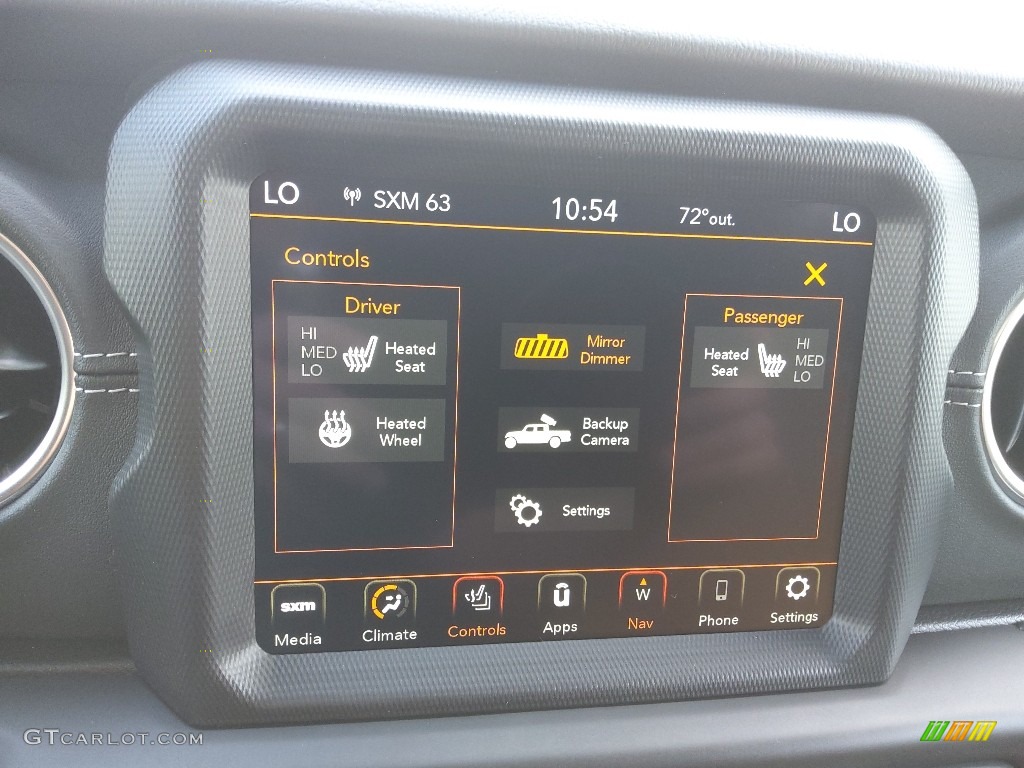 LO SXM 63 10:54 72°out. LO
Controls
Driver
HI
MED
LO
Heated
Seat
Heated
Wheel
Mirror
Dimmer
Backup
Camera
Settings
Passenger
Heated
Seat
HI
MED
LO
sxm
Media
Climate
Controls
u
Apps
W
Nav
Phone
Settings
GTCARLOT.COM